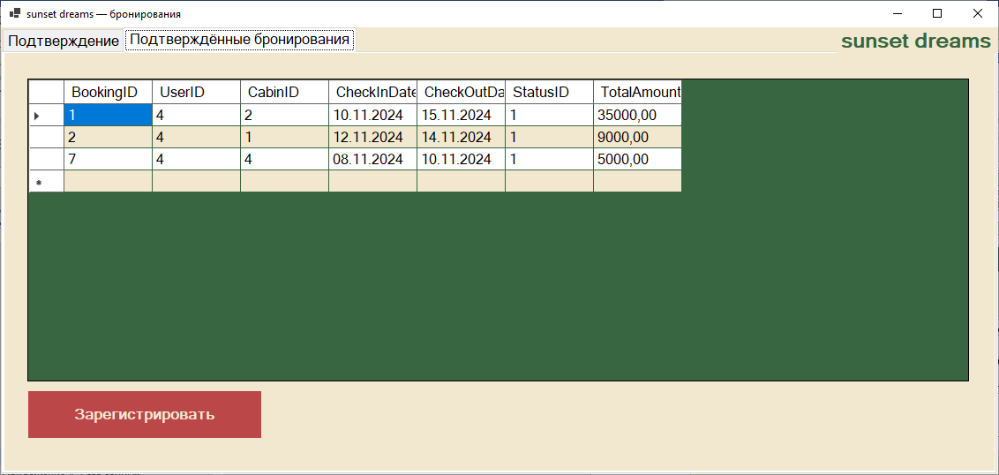 sunset dreams — бронирования
Подтверждение Подтверждённые бронирования sunset dreams
BookingID UserID CabinID CheckInDate CheckOutDa StatusID TotalAmount
1 4 2 10.11.2024 15.11.2024 1 35000,00
2 4 1 12.11.2024 14.11.2024 1 9000,00
7 4 4 08.11.2024 10.11.2024 1 5000,00
Зарегистрировать